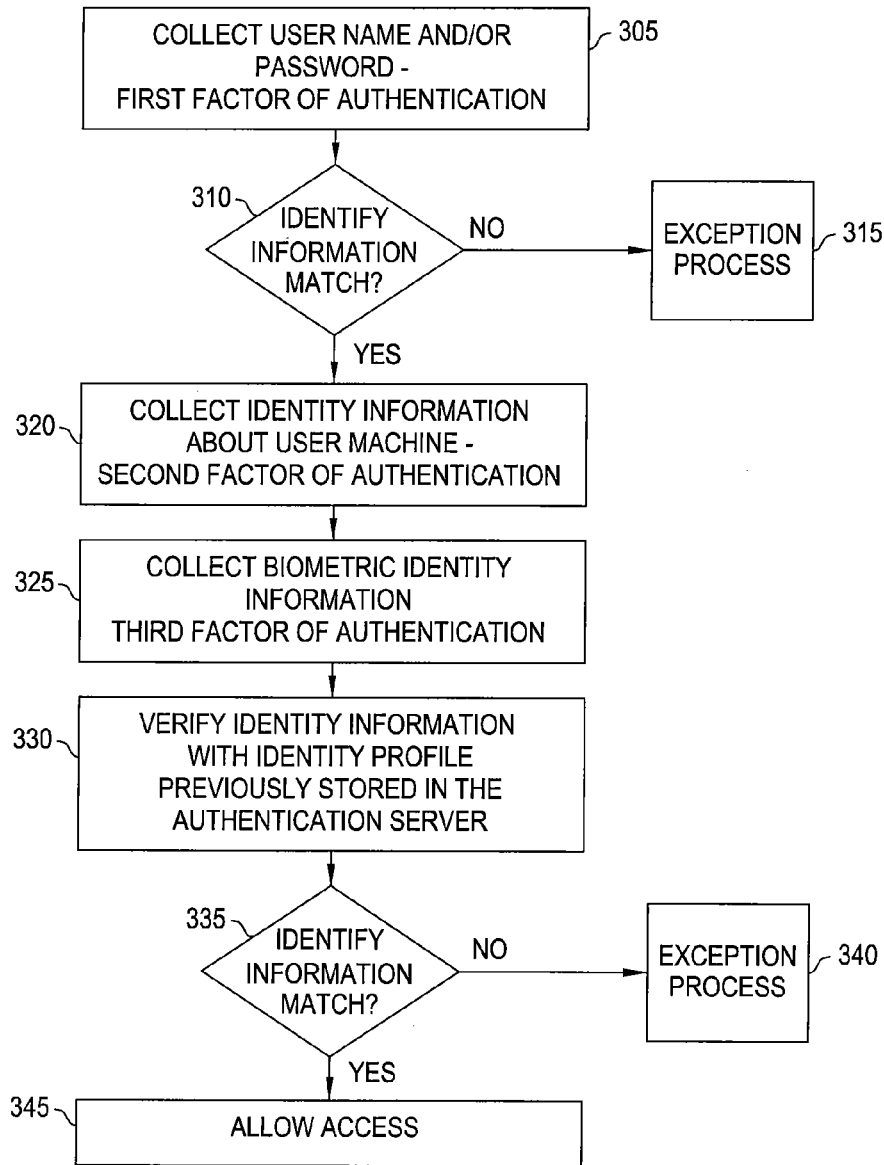 COLLECT USER NAME AND/OR
PASSWORD -
FIRST FACTOR OF AUTHENTICATION
305
310
IDENTIFY
INFORMATION
MATCH?
NO
EXCEPTION
PROCESS
315
YES
320
COLLECT IDENTITY INFORMATION
ABOUT USER MACHINE -
SECOND FACTOR OF AUTHENTICATION
325
COLLECT BIOMETRIC IDENTITY
INFORMATION
THIRD FACTOR OF AUTHENTICATION
330
VERIFY IDENTITY INFORMATION
WITH IDENTITY PROFILE
PREVIOUSLY STORED IN THE
AUTHENTICATION SERVER
335
IDENTIFY
INFORMATION
MATCH?
NO
EXCEPTION
PROCESS
340
YES
345
ALLOW ACCESS